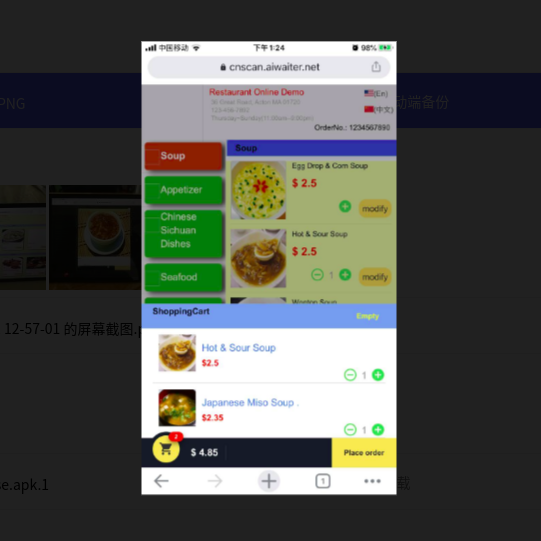 中国移动
下午1:24
98%
cnscan.aiwaiter.net
PNG
动端备份
Restaurant Online Demo
(En)
(中文)
OrderNo.: 1234567890
Soup
Soup
Egg Drop & Corn Soup
$ 2.5
modify
Appetizer
Chinese
Sichuan
Dishes
Hot & Sour Soup
$ 2.5
1
modify
Seafood
Wonton Soup
ShoppingCart
Empty
12-57-01 的屏幕截图.p
Hot & Sour Soup
$2.5
1
Japanese Miso Soup .
$2.35
1
2
$ 4.85
Place order
1
e.apk.1
载